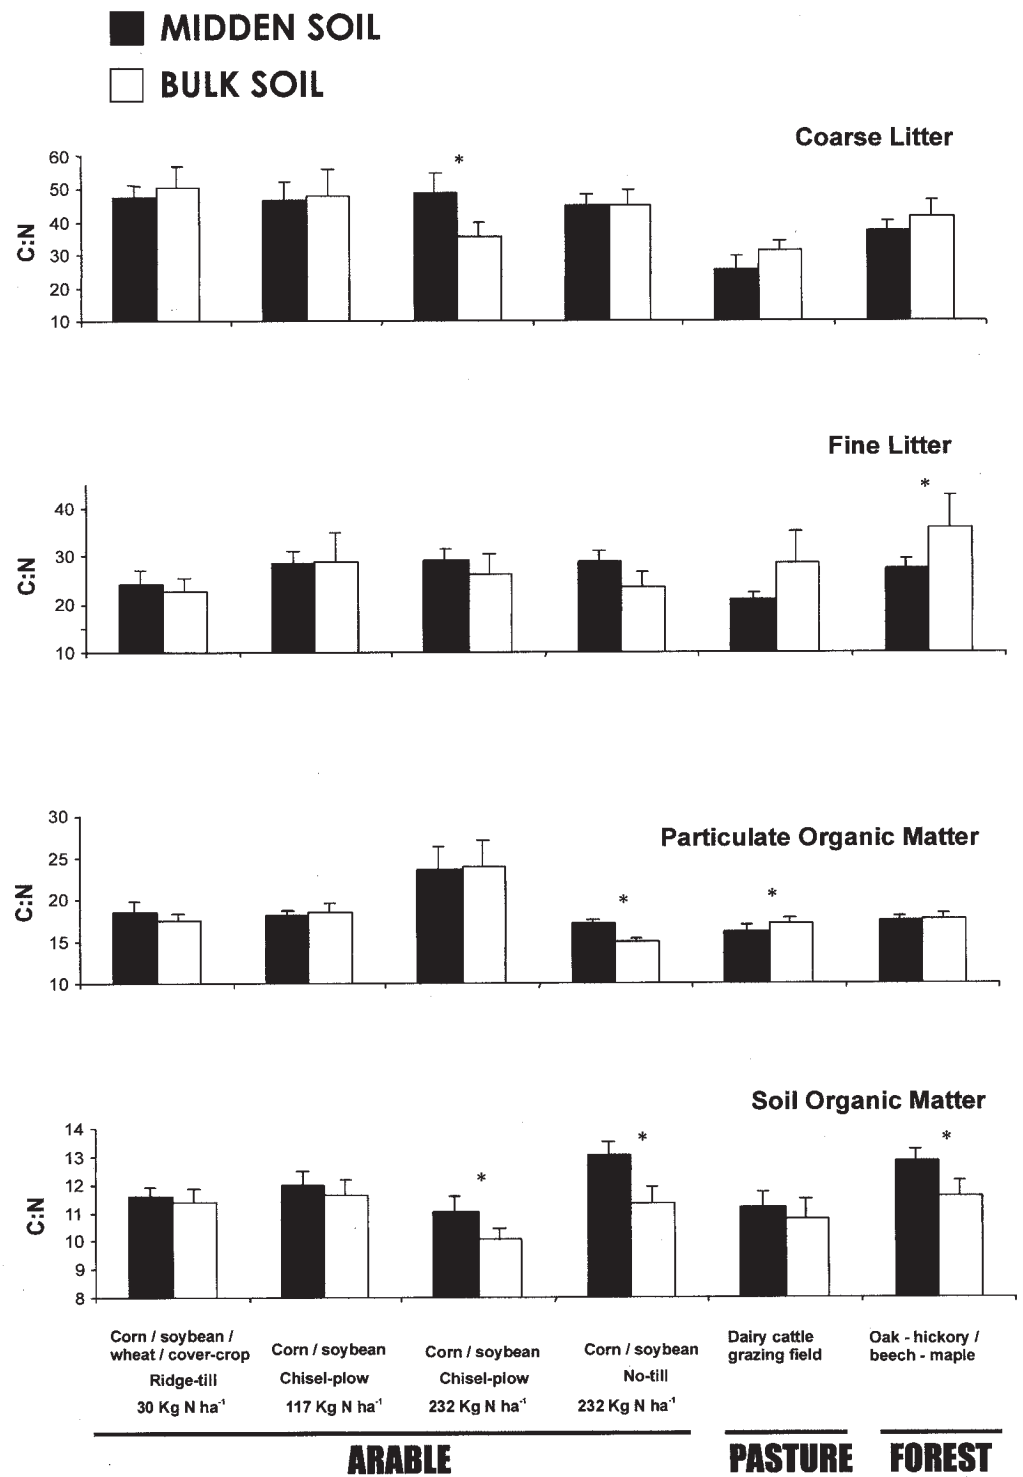 MIDDEN SOIL
BULK SOIL
Coarse Litter
*
60
50
40
30
20
10
C:N
Fine Litter
*
40
30
20
10
C:N
30
25
20
15
10
C:N
Particulate Organic Matter
*
*
Soil Organic Matter
14
13
12
11
10
9
8
C:N
*
*
*
Corn / soybean /
wheat / cover-crop
Ridge-till
30 Kg N ha⁻¹
Corn / soybean
Chisel-plow
117 Kg N ha⁻¹
Corn / soybean
Chisel-plow
232 Kg N ha⁻¹
Corn / soybean
No-till
232 Kg N ha⁻¹
Dairy cattle
grazing field
Oak - hickory /
beech - maple
ARABLE
PASTURE
FOREST